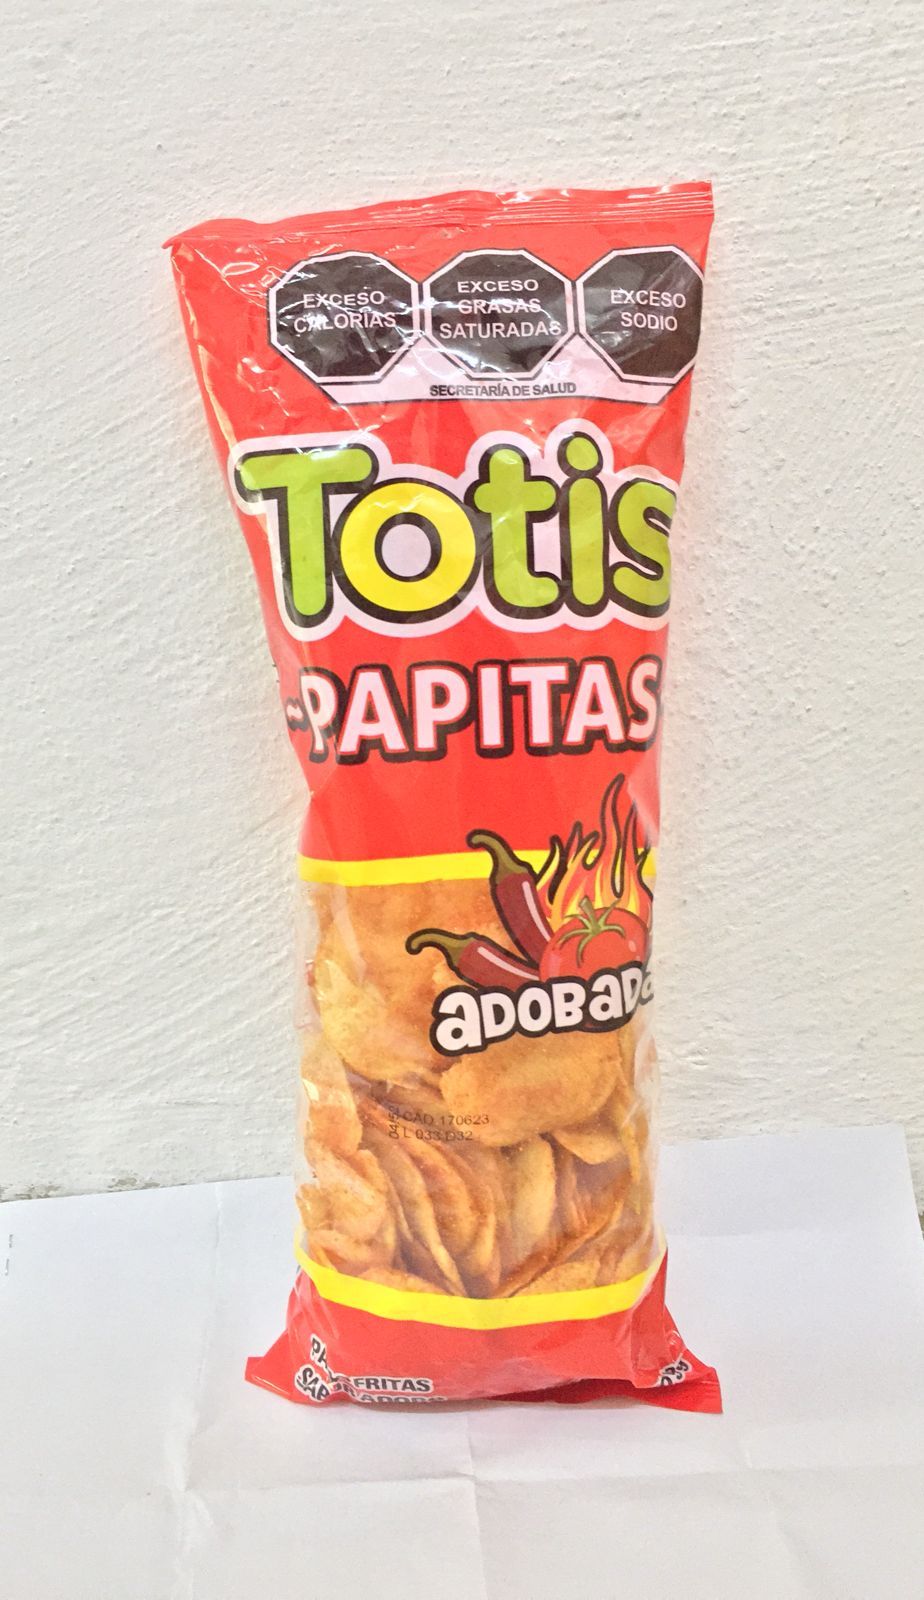 EXCESO
CALORÍAS
EXCESO
GRASAS
SATURADAS
EXCESO
SODIO
SECRETARÍA DE SALUD
Totis
~PAPITAS
ADOBADA
CAD 170623
L 033 D32
FRITAS